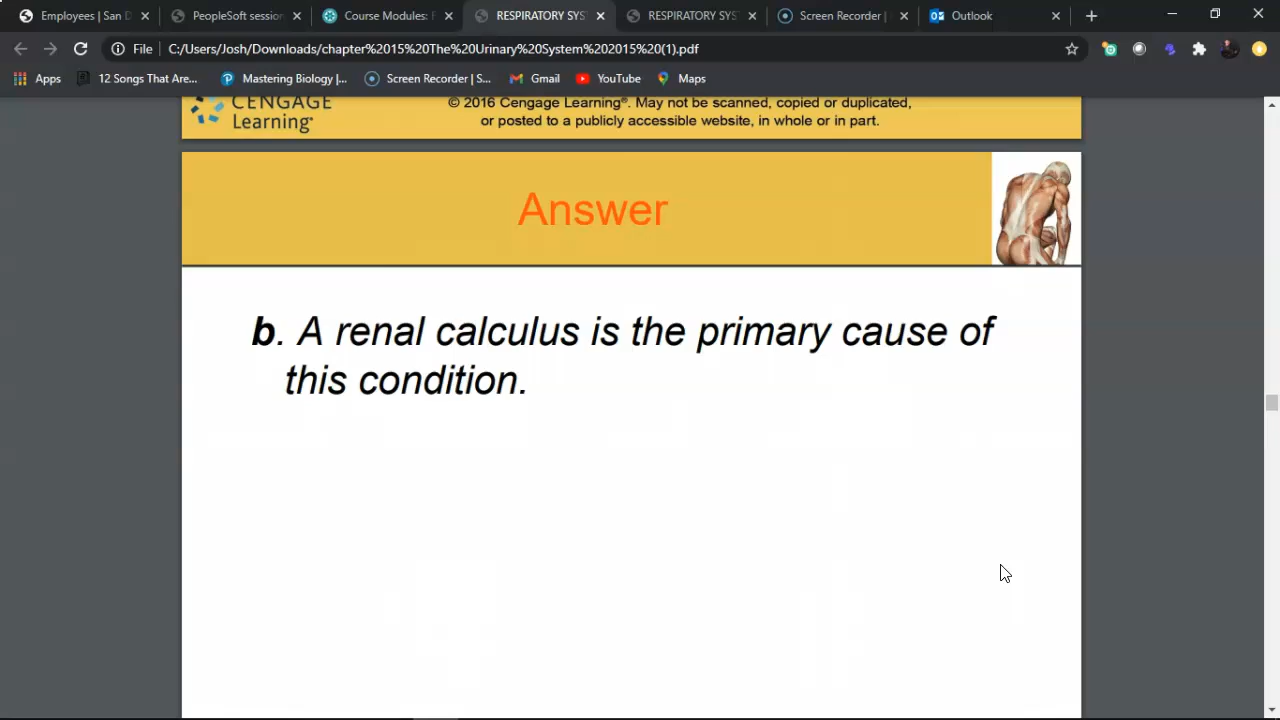 Employees | San D
PeopleSoft session
Course Modules: F
RESPIRATORY SYS
RESPIRATORY SYS
Screen Recorder |
Outlook
File
C:/Users/Josh/Downloads/chapter%2015%20The%20Urinary%20System%202015%20(1).pdf
Apps
12 Songs That Are...
Mastering Biology |...
Screen Recorder | S...
Gmail
YouTube
Maps
CENGAGE
Learning®
© 2016 Cengage Learning®. May not be scanned, copied or duplicated,
or posted to a publicly accessible website, in whole or in part.
Answer
b. A renal calculus is the primary cause of
this condition.